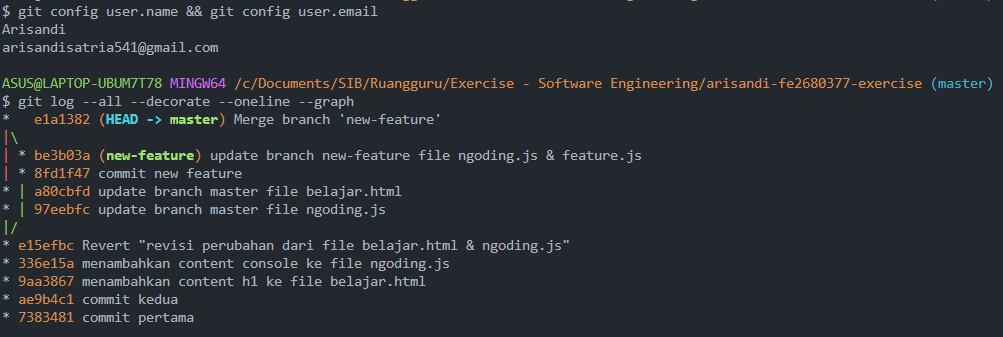 $ git config user.name && git config user.email
Arisandi
arisandisatria541@gmail.com
ASUS@LAPTOP-UBUM7T78 MINGW64 /c/Documents/SIB/Ruangguru/Exercise - Software Engineering/arisandi-fe2680377-exercise (master)
$ git log --all --decorate --oneline --graph
*   e1a1382 (HEAD -> master) Merge branch 'new-feature'
|\
| * be3b03a (new-feature) update branch new-feature file ngoding.js & feature.js
| * 8fd1f47 commit new feature
* | a80cbfd update branch master file belajar.html
* | 97eebfc update branch master file ngoding.js
|/
* e15efbc Revert "revisi perubahan dari file belajar.html & ngoding.js"
* 336e15a menambahkan content console ke file ngoding.js
* 9aa3867 menambahkan content h1 ke file belajar.html
* ae9b4c1 commit kedua
* 7383481 commit pertama